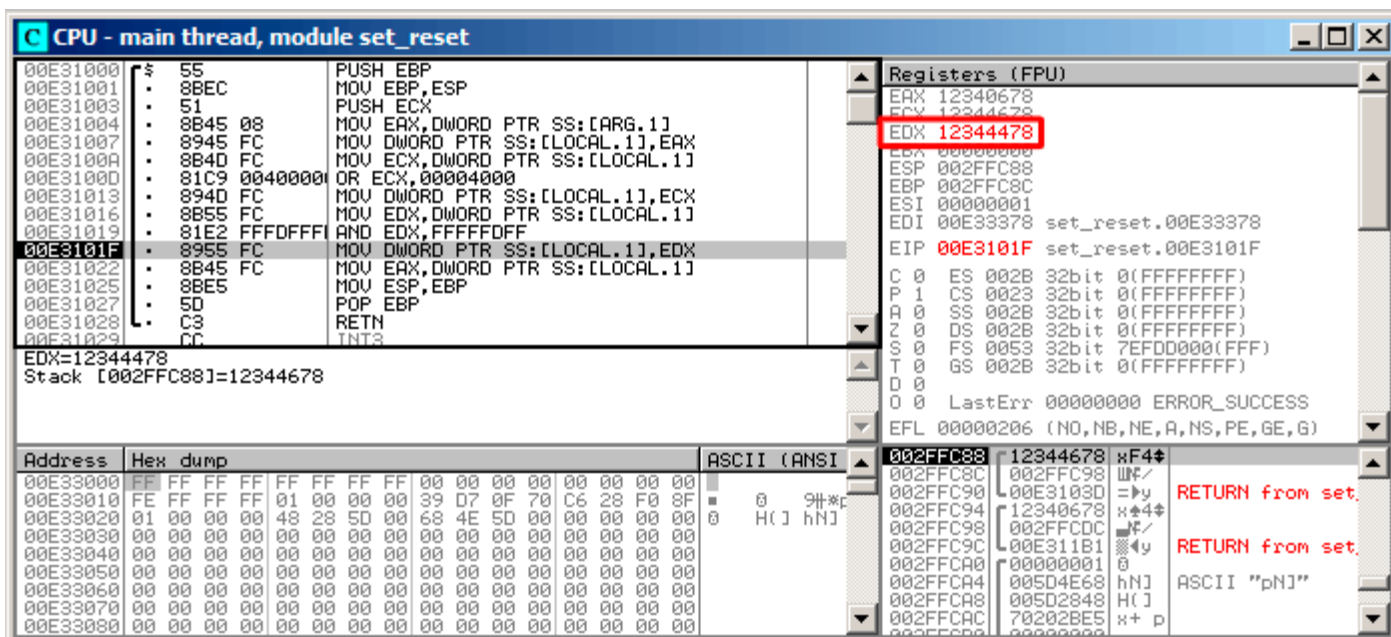 C CPU - main thread, module set_reset
00E31000 $ 55 PUSH EBP
00E31001 . 8BEC MOV EBP,ESP
00E31003 . 51 PUSH ECX
00E31004 . 8B45 08 MOV EAX,DWORD PTR SS:[ARG.1]
00E31007 . 8945 FC MOV DWORD PTR SS:[LOCAL.1],EAX
00E3100A . 8B4D FC MOV ECX,DWORD PTR SS:[LOCAL.1]
00E3100D . 81C9 0040000 OR ECX,00004000
00E31013 . 894D FC MOV DWORD PTR SS:[LOCAL.1],ECX
00E31016 . 8B55 FC MOV EDX,DWORD PTR SS:[LOCAL.1]
00E31019 . 81E2 FFFDFFF AND EDX,FFFFFDFF
00E3101F . 8955 FC MOV DWORD PTR SS:[LOCAL.1],EDX
00E31022 . 8B45 FC MOV EAX,DWORD PTR SS:[LOCAL.1]
00E31025 . 8BE5 MOV ESP,EBP
00E31027 . 5D POP EBP
00E31028 . C3 RETN
00E31029 CC INT3
EDX=12344478
Stack [002FFC88]=12344678
Registers (FPU)
EAX 12340678
ECX 12344678
EDX 12344478
EBX 00000000
ESP 002FFC88
EBP 002FFC8C
ESI 00000001
EDI 00E33378 set_reset.00E33378
EIP 00E3101F set_reset.00E3101F
C 0 ES 002B 32bit 0(FFFFFFFF)
P 1 CS 0023 32bit 0(FFFFFFFF)
A 0 SS 002B 32bit 0(FFFFFFFF)
Z 0 DS 002B 32bit 0(FFFFFFFF)
S 0 FS 0053 32bit 7EFDD000(FFF)
T 0 GS 002B 32bit 0(FFFFFFFF)
D 0
O 0 LastErr 00000000 ERROR_SUCCESS
EFL 00000206 (NO,NB,NE,A,NS,PE,GE,G)
Address Hex dump ASCII (ANSI
00E33000 FF FF FF FF FF FF FF FF 00 00 00 00 00 00 00 00
00E33010 FE FF FF FF 01 00 00 00 39 D7 0F 70 C6 28 F0 8F
00E33020 01 00 00 00 48 28 5D 00 68 4E 5D 00 00 00 00 00 H(] hN]
00E33030 00 00 00 00 00 00 00 00 00 00 00 00 00 00 00 00
00E33040 00 00 00 00 00 00 00 00 00 00 00 00 00 00 00 00
00E33050 00 00 00 00 00 00 00 00 00 00 00 00 00 00 00 00
00E33060 00 00 00 00 00 00 00 00 00 00 00 00 00 00 00 00
00E33070 00 00 00 00 00 00 00 00 00 00 00 00 00 00 00 00
00E33080 00 00 00 00 00 00 00 00 00 00 00 00 00 00 00 00
002FFC88 12344678 xF4
002FFC8C 002FFC98
002FFC90 00E3103D RETURN from set
002FFC94 12340678
002FFC98 002FFCDC
002FFC9C 00E311B1 RETURN from set
002FFCA0 00000001
002FFCA4 005D4E68 hN] ASCII "pN]"
002FFCA8 005D2848 H(]
002FFCAC 70202BE5 x+ p